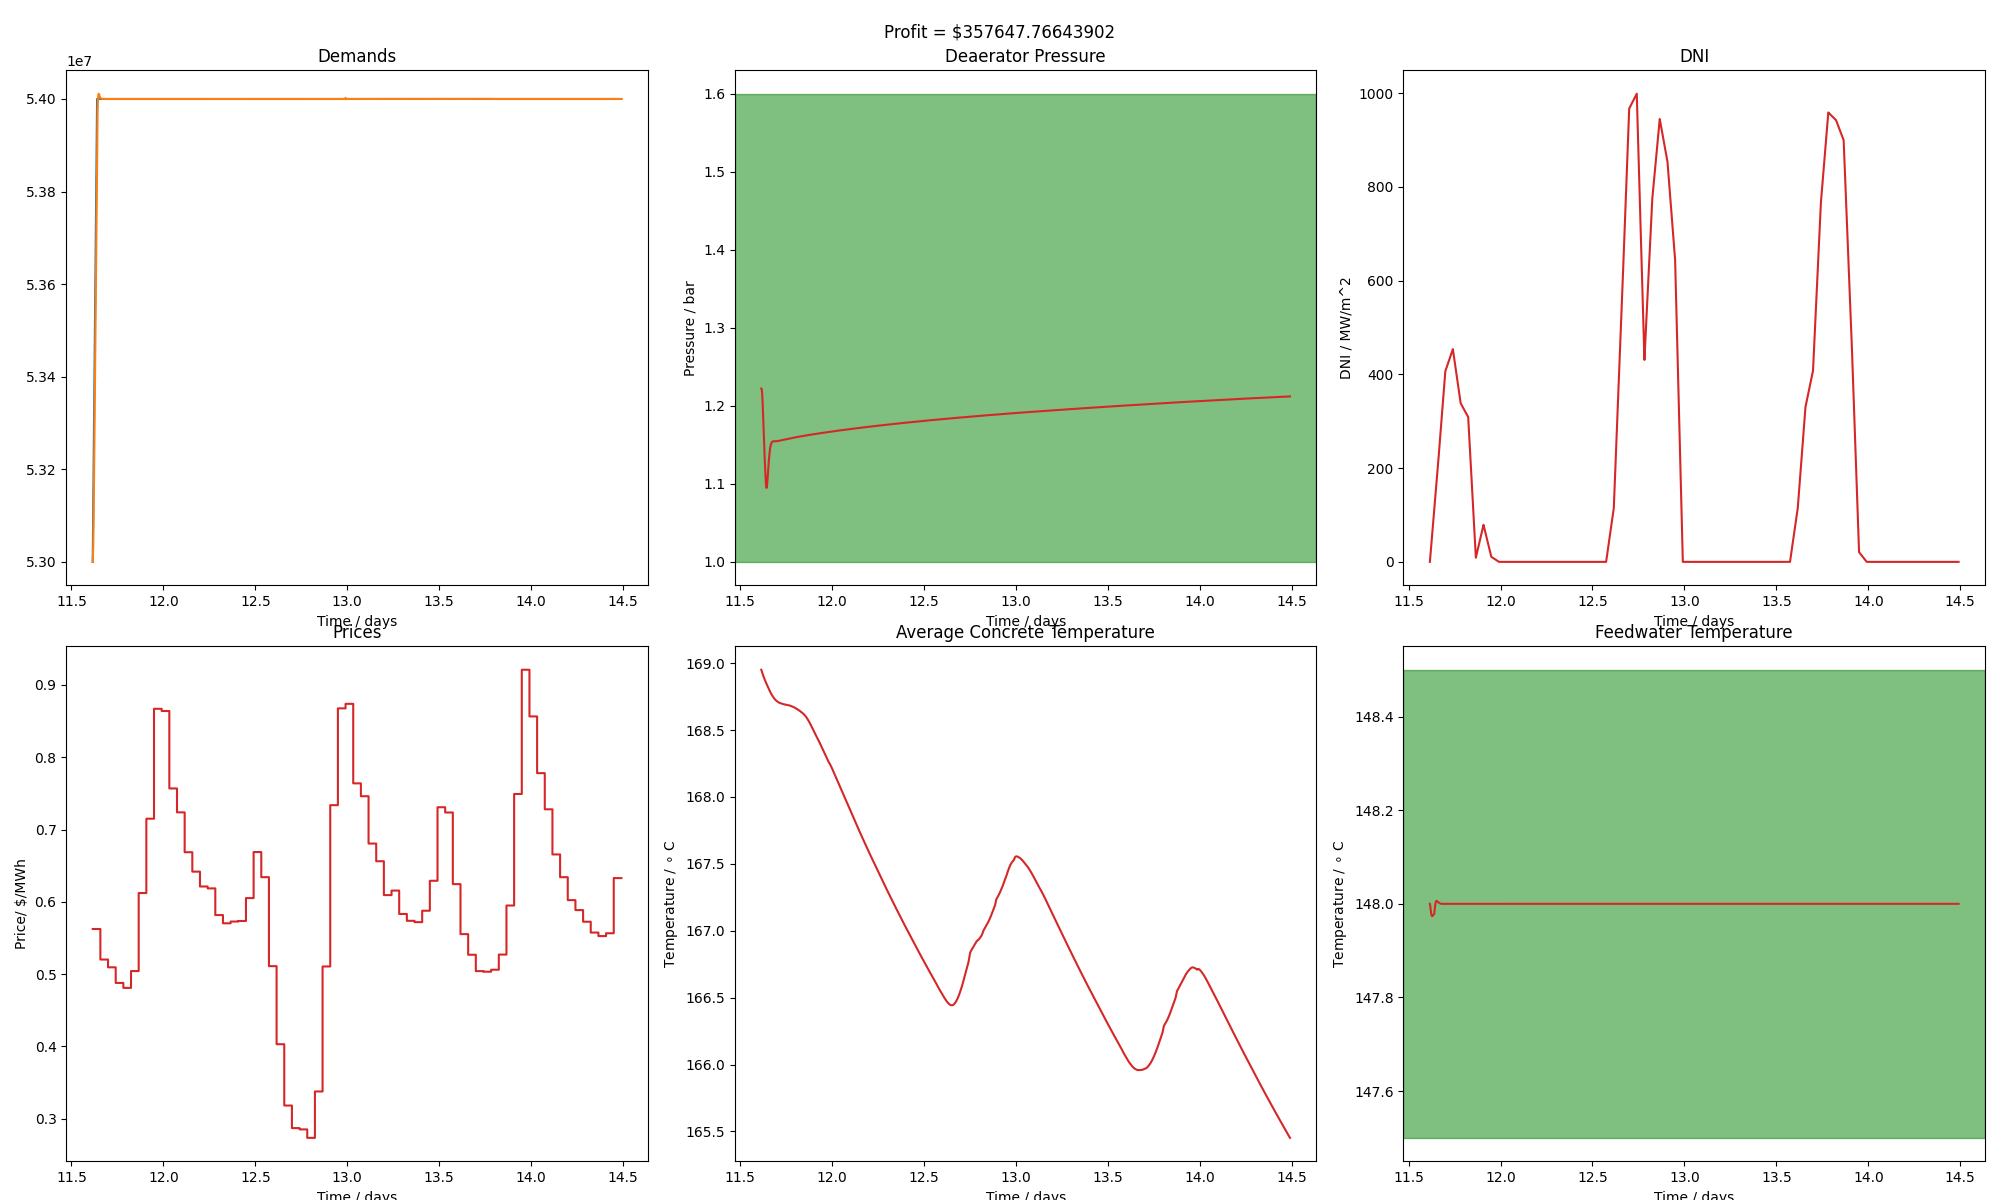 Profit = $357647.76643902
Demands
1e7
5.40
5.38
5.36
5.34
5.32
5.30
11.5 12.0 12.5 13.0 13.5 14.0 14.5
Time / days
Deaerator Pressure
Pressure / bar
1.6
1.5
1.4
1.3
1.2
1.1
1.0
11.5 12.0 12.5 13.0 13.5 14.0 14.5
Time / days
DNI
DNI / MW/m^2
1000
800
600
400
200
0
11.5 12.0 12.5 13.0 13.5 14.0 14.5
Time / days
Prices
Price/ $/MWh
0.9
0.8
0.7
0.6
0.5
0.4
0.3
11.5 12.0 12.5 13.0 13.5 14.0 14.5
Time / days
Average Concrete Temperature
Temperature / ∘ C
169.0
168.5
168.0
167.5
167.0
166.5
166.0
165.5
11.5 12.0 12.5 13.0 13.5 14.0 14.5
Time / days
Feedwater Temperature
Temperature / ∘ C
148.4
148.2
148.0
147.8
147.6
11.5 12.0 12.5 13.0 13.5 14.0 14.5
Time / days